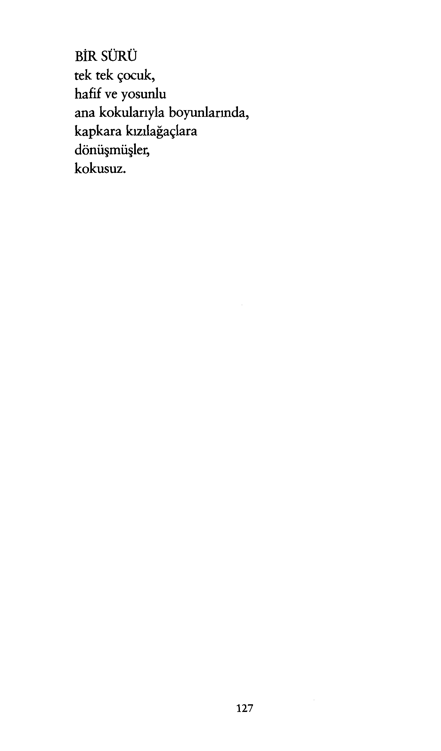 BİR SÜRÜ
tek tek çocuk,
hafif ve yosunlu
ana kokularıyla boyunlarında,
kapkara kızılağaçlara
dönüşmüşler,
kokusuz.
127